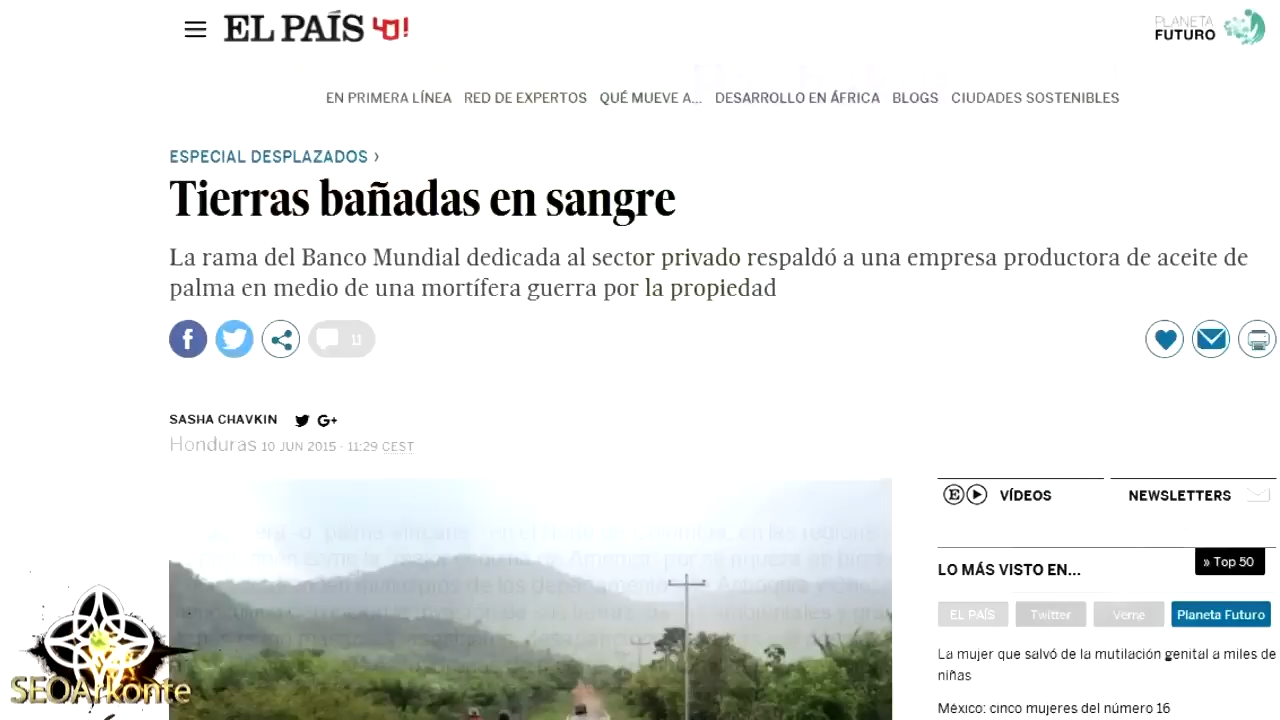 EL PAÍS 40!
PLANETA
FUTURO
EN PRIMERA LÍNEA RED DE EXPERTOS QUÉ MUEVE A... DESARROLLO EN ÁFRICA BLOGS CIUDADES SOSTENIBLES
ESPECIAL DESPLAZADOS ›
Tierras bañadas en sangre
La rama del Banco Mundial dedicada al sector privado respaldó a una empresa productora de aceite de
palma en medio de una mortífera guerra por la propiedad
11
SASHA CHAVKIN G+
Honduras 10 JUN 2015 - 11:29 CEST
E VÍDEOS NEWSLETTERS
» Top 50
LO MÁS VISTO EN...
EL PAÍS Twitter Verne Planeta Futuro
La mujer que salvó de la mutilación genital a miles de
niñas
México: cinco mujeres del número 16
SEOArkonte